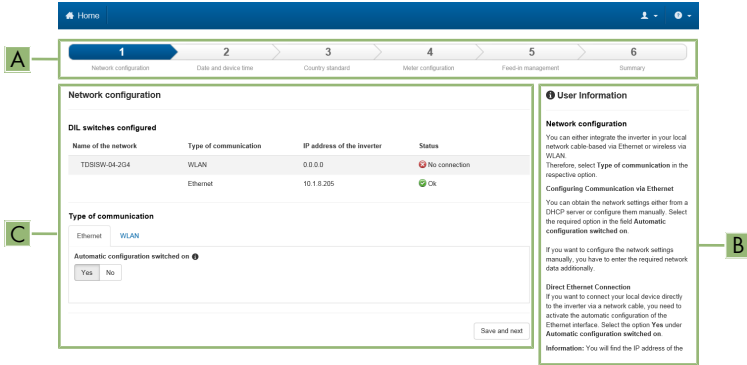 Home
A
1 2 3 4 5 6
Network configuration Date and device time Country standard Meter configuration Feed-in management Summary
C
Network configuration
DIL switches configured
Name of the network Type of communication IP address of the inverter Status
TDSISW-04-2G4 WLAN 0.0.0.0 No connection
Ethernet 10.1.8.205 Ok
Type of communication
Ethernet WLAN
Automatic configuration switched on
Yes No
Save and next
B
User Information
Network configuration
You can either integrate the inverter in your local
network cable-based via Ethernet or wireless via
WLAN.
Therefore, select Type of communication in the
respective option.
Configuring Communication via Ethernet
You can obtain the network settings either from a
DHCP server or configure them manually. Select
the required option in the field Automatic
configuration switched on.
If you want to configure the network settings
manually, you have to enter the required network
data additionally.
Direct Ethernet Connection
If you want to connect your local device directly
to the inverter via a network cable, you need to
activate the automatic configuration of the
Ethernet interface. Select the option Yes under
Automatic configuration switched on.
Information: You will find the IP address of the